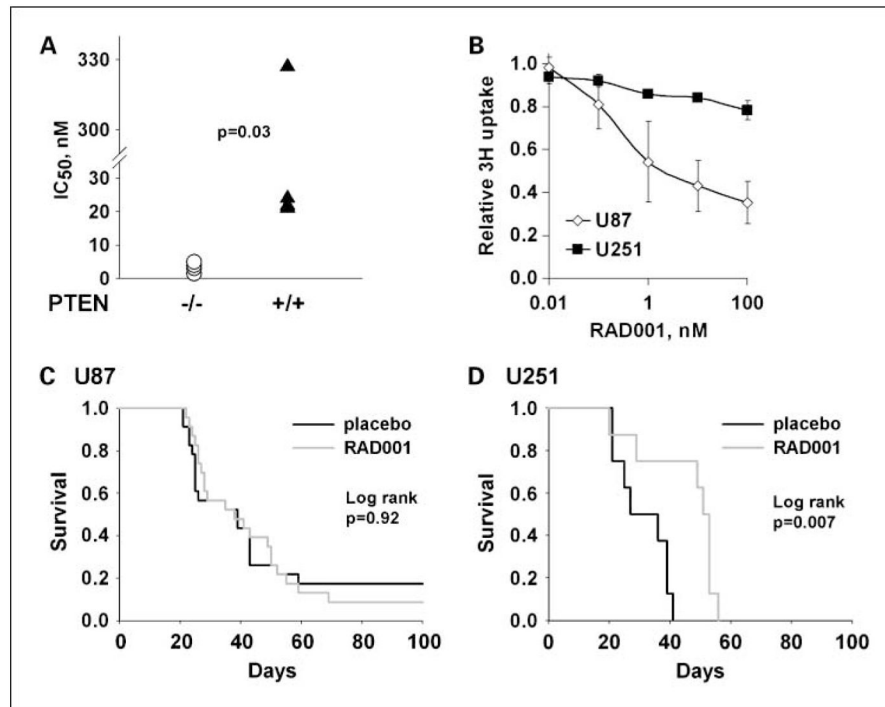 A
330
300
30
20
10
0
IC50, nM
p=0.03
PTEN -/- +/+
B
1.0
0.8
0.6
0.4
0.2
0.0
Relative 3H uptake
U87
U251
0.01 1 100
RAD001, nM
C U87
1.0
0.8
0.6
0.4
0.2
0.0
Survival
placebo
RAD001
Log rank
p=0.92
0 20 40 60 80 100
Days
D U251
1.0
0.8
0.6
0.4
0.2
0.0
Survival
placebo
RAD001
Log rank
p=0.007
0 20 40 60 80 100
Days